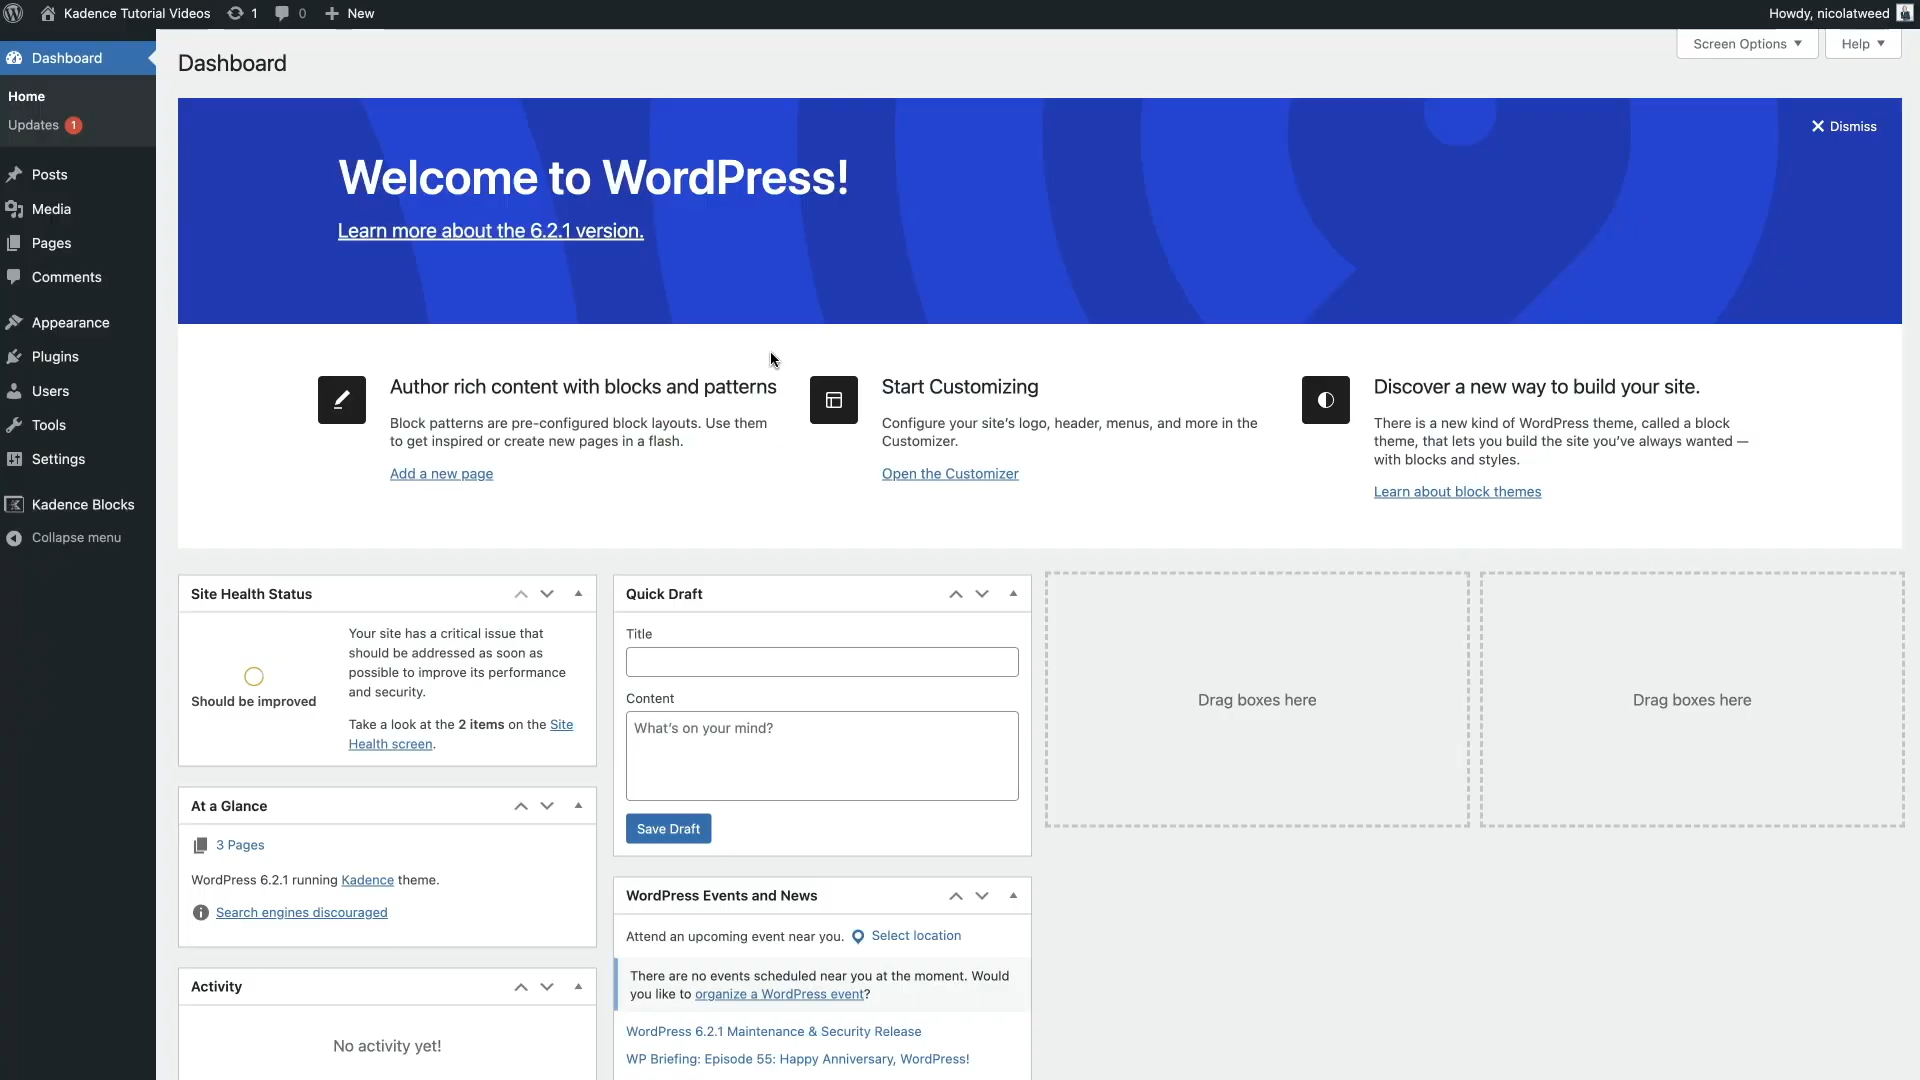 Kadence Tutorial Videos 1 0 New
Howdy, nicolatweed
Dashboard
Home
Updates 1
Posts
Media
Pages
Comments
Appearance
Plugins
Users
Tools
Settings
Kadence Blocks
Collapse menu
Dashboard
Screen Options
Help
Dismiss
Welcome to WordPress!
Learn more about the 6.2.1 version.
Author rich content with blocks and patterns
Block patterns are pre-configured block layouts. Use them
to get inspired or create new pages in a flash.
Add a new page
Start Customizing
Configure your site's logo, header, menus, and more in the
Customizer.
Open the Customizer
Discover a new way to build your site.
There is a new kind of WordPress theme, called a block
theme, that lets you build the site you've always wanted —
with blocks and styles.
Learn about block themes
Site Health Status
Should be improved
Your site has a critical issue that
should be addressed as soon as
possible to improve its performance
and security.
Take a look at the 2 items on the Site
Health screen.
At a Glance
3 Pages
WordPress 6.2.1 running Kadence theme.
Search engines discouraged
Activity
No activity yet!
Quick Draft
Title
Content
What's on your mind?
Save Draft
WordPress Events and News
Attend an upcoming event near you. Select location
There are no events scheduled near you at the moment. Would
you like to organize a WordPress event?
WordPress 6.2.1 Maintenance & Security Release
WP Briefing: Episode 55: Happy Anniversary, WordPress!
Drag boxes here
Drag boxes here